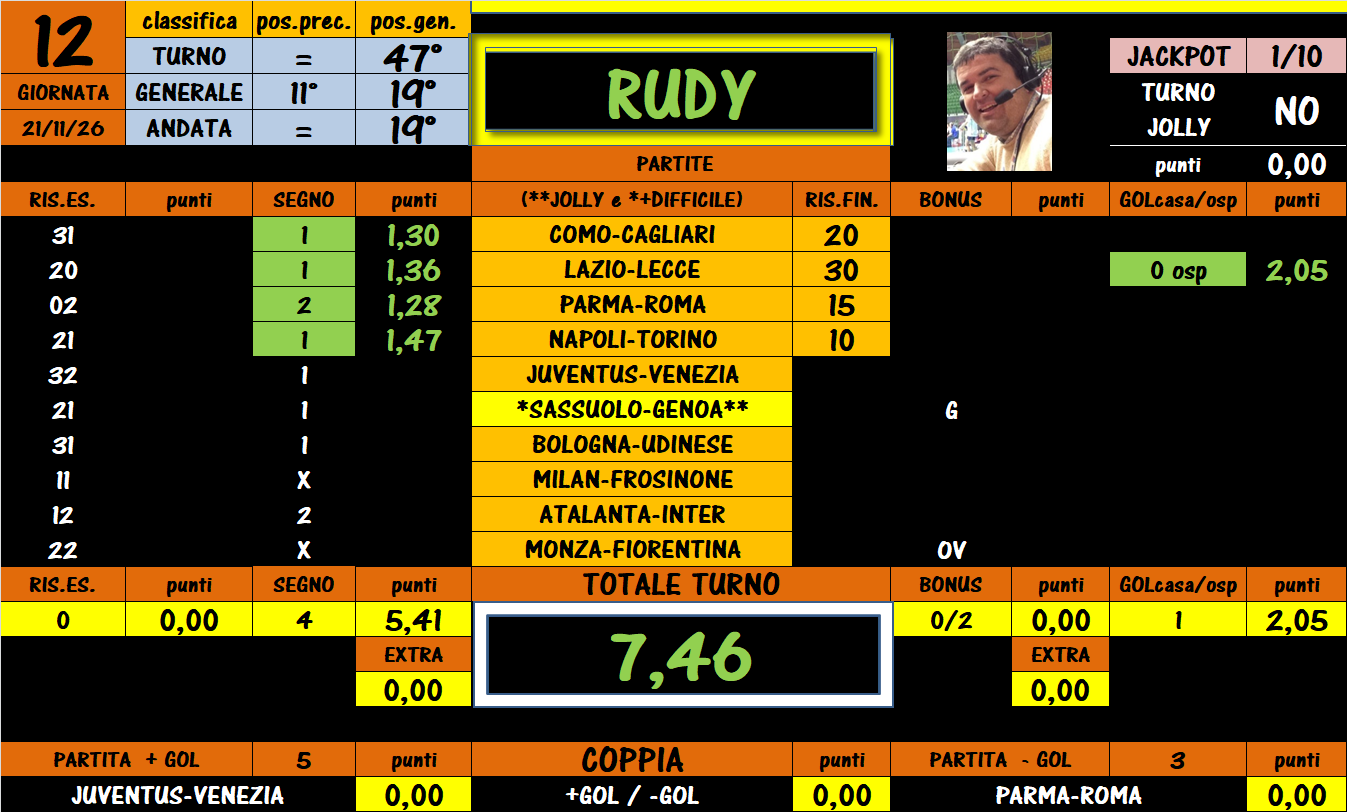 12 classifica pos.prec. pos.gen.
TURNO = 47°
GIORNATA GENERALE 11° 19°
21/11/26 ANDATA = 19°
RUDY
JACKPOT 1/10
TURNO JOLLY NO
punti 0,00
PARTITE
RIS.ES. punti SEGNO punti (**JOLLY e *+DIFFICILE) RIS.FIN. BONUS punti GOLcasa/osp punti
31 1 1,30 COMO-CAGLIARI 20
20 1 1,36 LAZIO-LECCE 30 0 osp 2,05
02 2 1,28 PARMA-ROMA 15
21 1 1,47 NAPOLI-TORINO 10
32 1 JUVENTUS-VENEZIA
21 1 *SASSUOLO-GENOA** G
31 1 BOLOGNA-UDINESE
11 X MILAN-FROSINONE
12 2 ATALANTA-INTER
22 X MONZA-FIORENTINA OV
RIS.ES. punti SEGNO punti TOTALE TURNO BONUS punti GOLcasa/osp punti
0 0,00 4 5,41 7,46 0/2 0,00 1 2,05
EXTRA EXTRA
0,00 0,00
PARTITA + GOL 5 punti COPPIA punti PARTITA - GOL 3 punti
JUVENTUS-VENEZIA 0,00 +GOL / -GOL 0,00 PARMA-ROMA 0,00